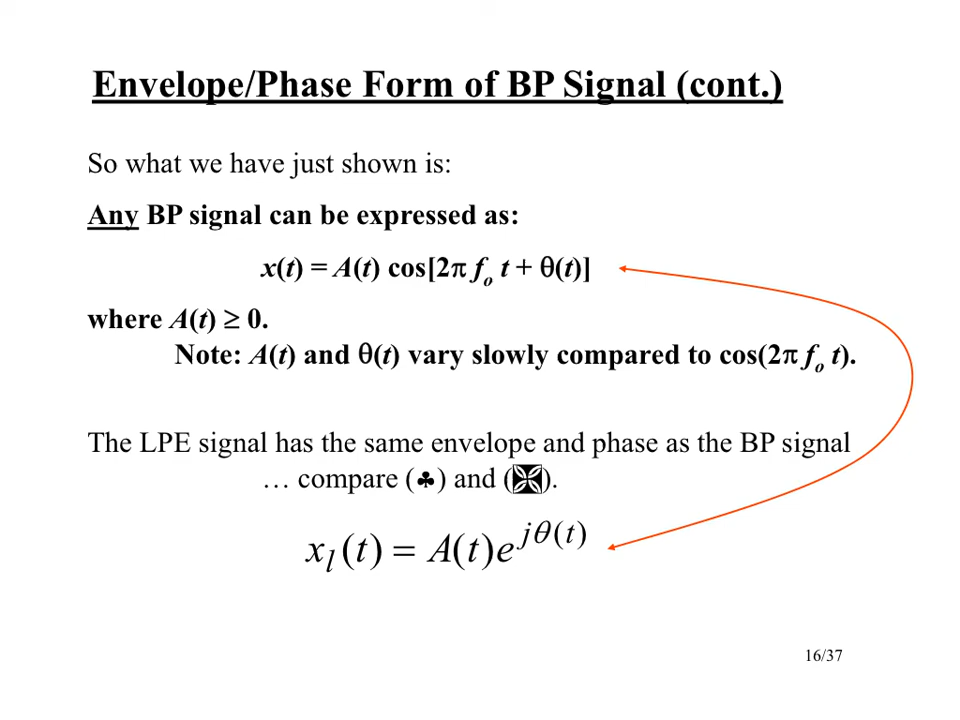 Envelope/Phase Form of BP Signal (cont.)
So what we have just shown is:
Any BP signal can be expressed as:
x(t) = A(t) cos[2π fₒ t + θ(t)]
where A(t) ≥ 0.
Note: A(t) and θ(t) vary slowly compared to cos(2π fₒ t).
The LPE signal has the same envelope and phase as the BP signal
… compare (♣) and (✠).
xₗ(t) = A(t)e^{jθ(t)}
16/37